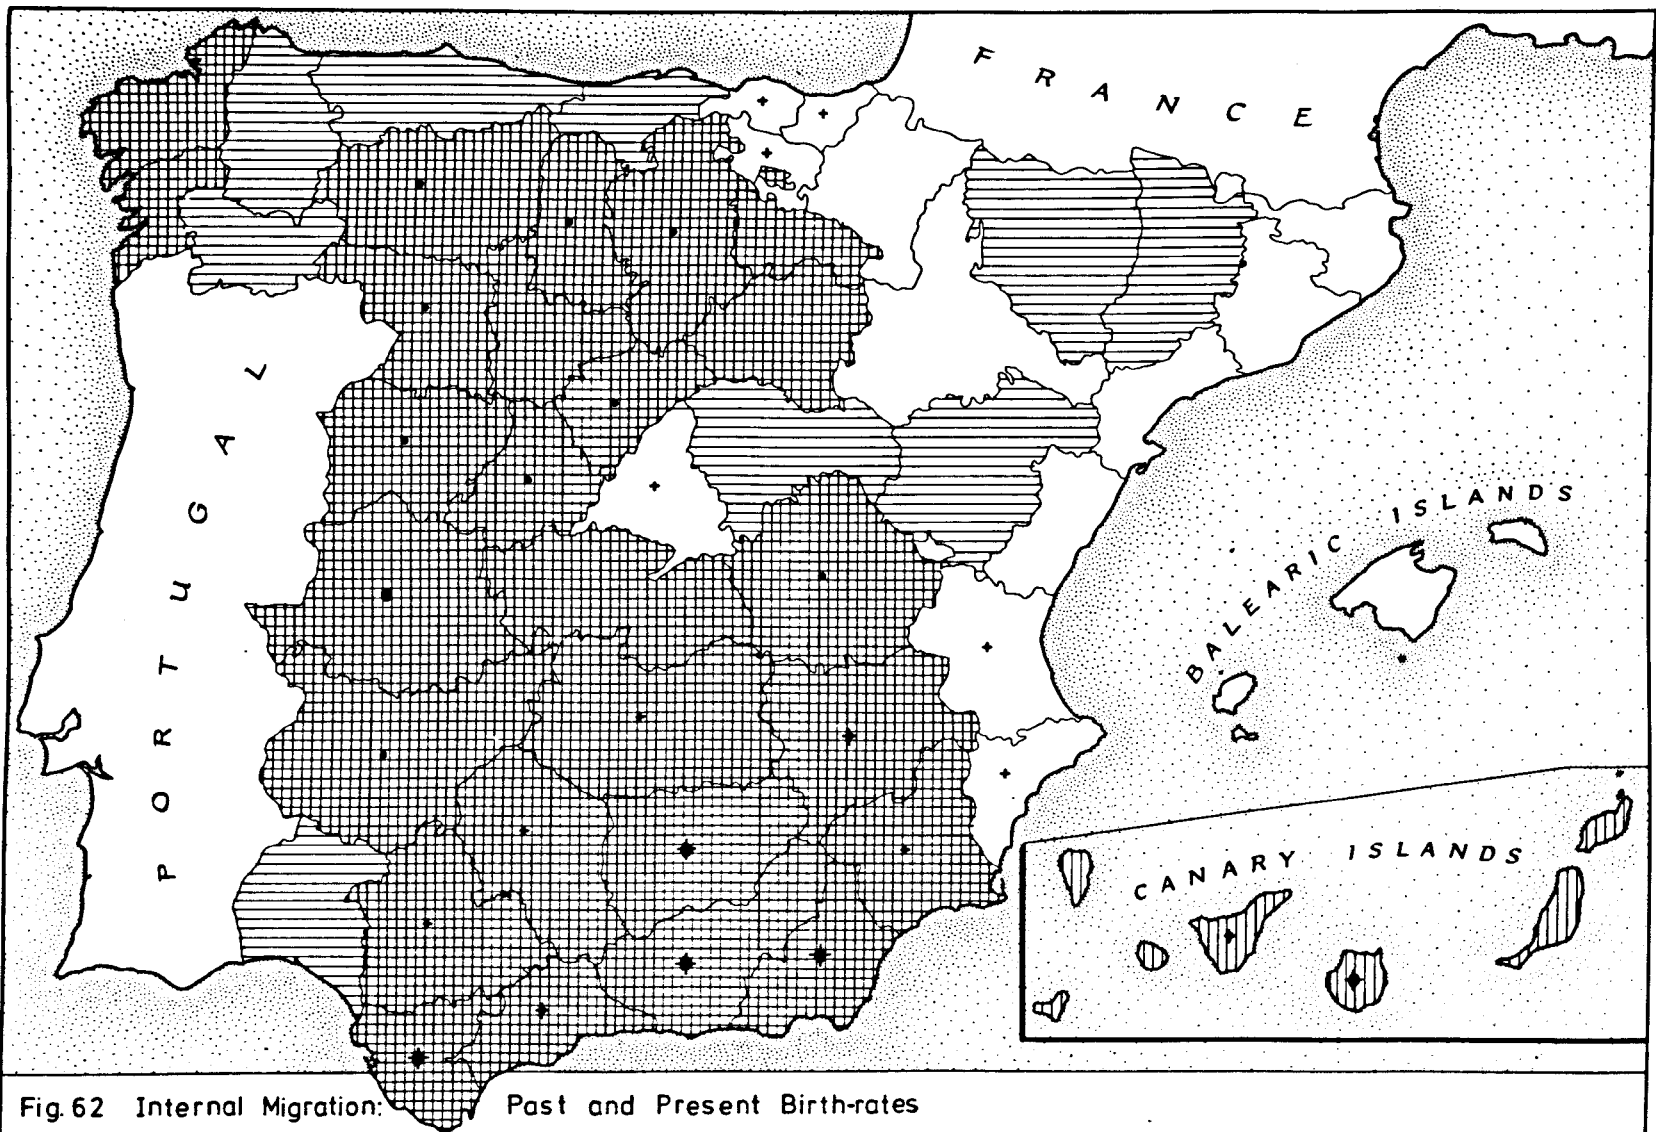 FRANCE
PORTUGAL
BALEARIC ISLANDS
CANARY ISLANDS
Fig. 62 Internal Migration: Past and Present Birth-rates